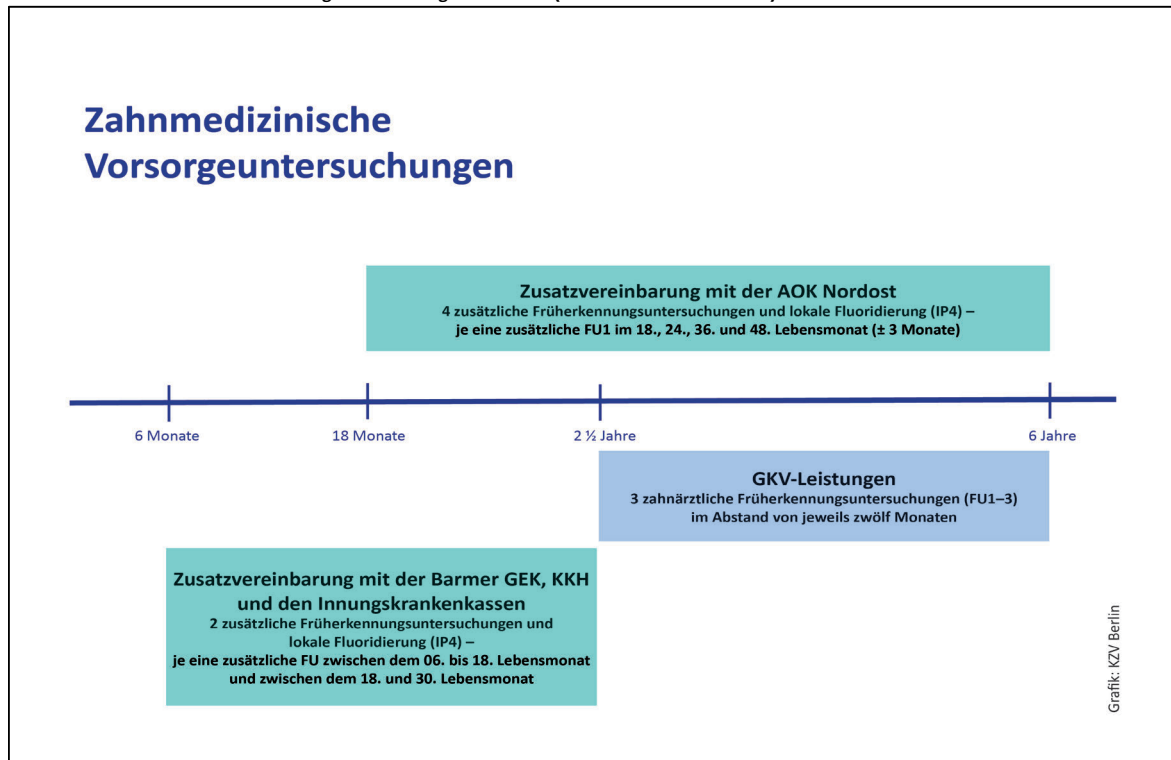 Zahnmedizinische
Vorsorgeuntersuchungen
Zusatzvereinbarung mit der AOK Nordost
4 zusätzliche Früherkennungsuntersuchungen und lokale Fluoridierung (IP4) –
je eine zusätzliche FU1 im 18., 24., 36. und 48. Lebensmonat (± 3 Monate)
6 Monate
18 Monate
2 ½ Jahre
6 Jahre
GKV-Leistungen
3 zahnärztliche Früherkennungsuntersuchungen (FU1–3)
im Abstand von jeweils zwölf Monaten
Zusatzvereinbarung mit der Barmer GEK, KKH
und den Innungskrankenkassen
2 zusätzliche Früherkennungsuntersuchungen und
lokale Fluoridierung (IP4) –
je eine zusätzliche FU zwischen dem 06. bis 18. Lebensmonat
und zwischen dem 18. und 30. Lebensmonat
Grafik: KZV Berlin